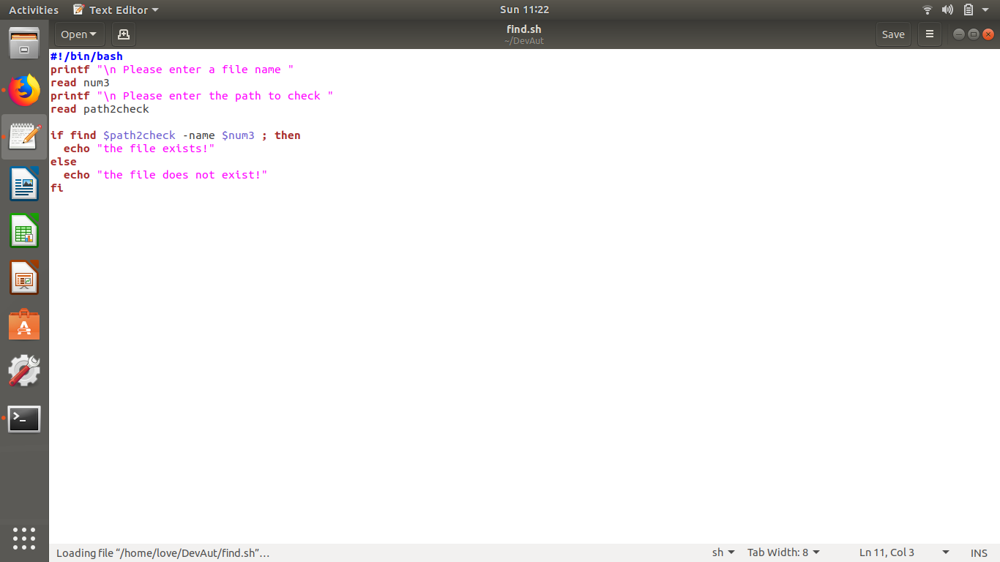 Activities Text Editor Sun 11:22
Open find.sh Save
~/DevAut
#!/bin/bash
printf "\n Please enter a file name "
read num3
printf "\n Please enter the path to check "
read path2check
if find $path2check -name $num3 ; then
  echo "the file exists!"
else
  echo "the file does not exist!"
fi
Loading file “/home/love/DevAut/find.sh”… sh Tab Width: 8 Ln 11, Col 3 INS